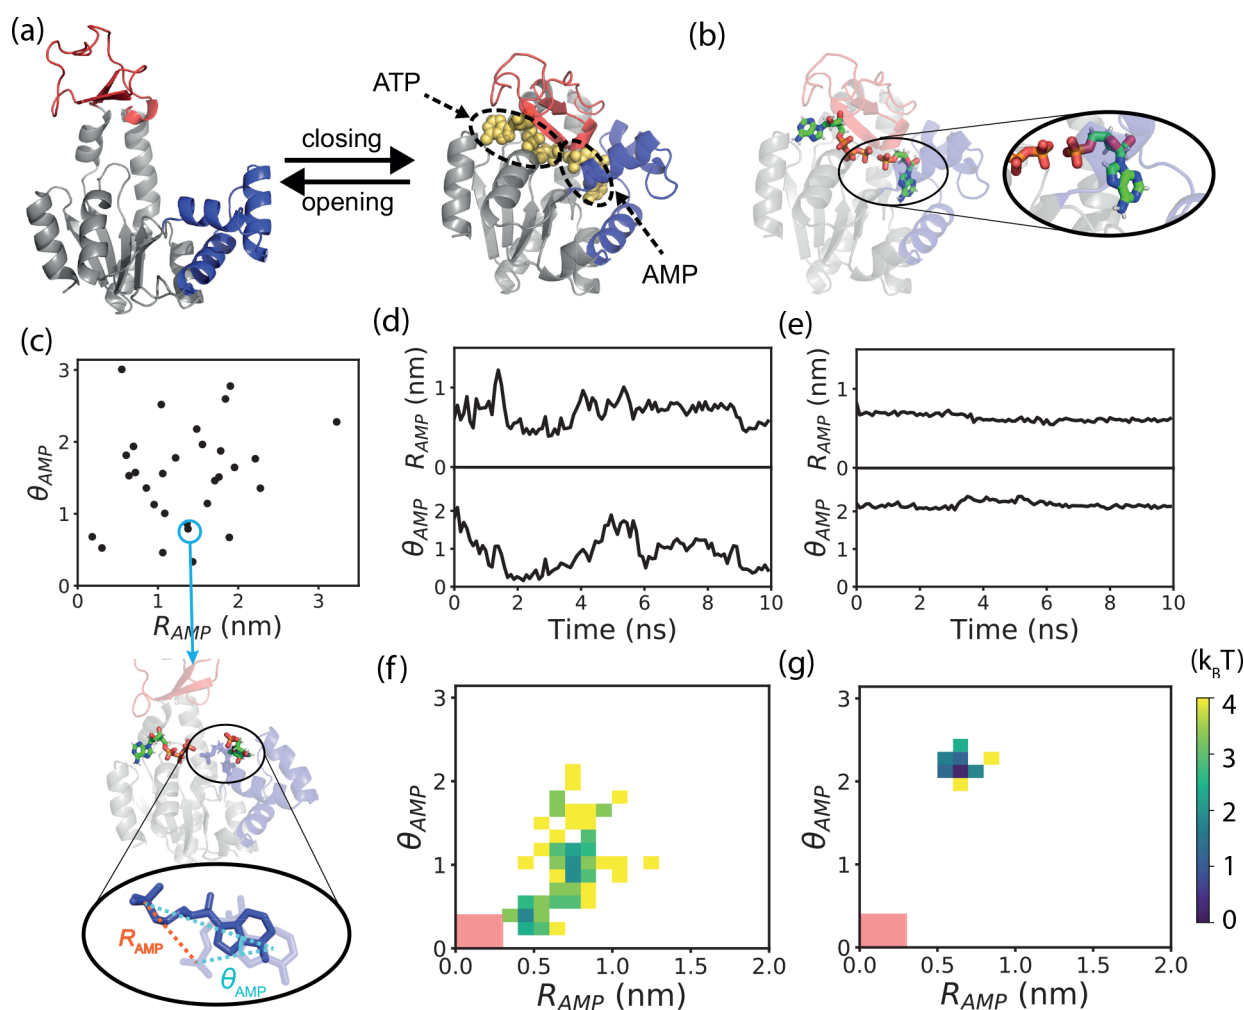 (a)
ATP
closing
opening
AMP
(b)
(c)
θAMP
3
2
1
0
0 1 2 3
RAMP (nm)
RAMP
θAMP
(d)
RAMP (nm)
1
0
θAMP
2
1
0
0 2 4 6 8 10
Time (ns)
(e)
RAMP (nm)
1
0
θAMP
2
1
0
0 2 4 6 8 10
Time (ns)
(f)
θAMP
3
2
1
0
0.0 0.5 1.0 1.5 2.0
RAMP (nm)
(g)
θAMP
3
2
1
0
0.0 0.5 1.0 1.5 2.0
RAMP (nm)
(kBT)
4
3
2
1
0